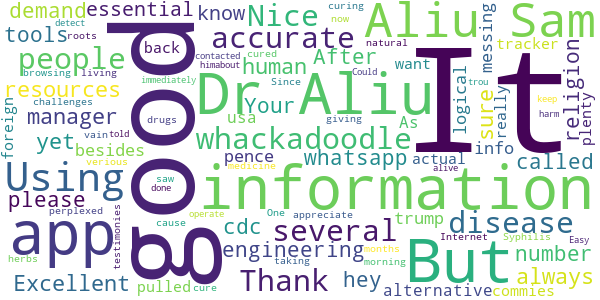 demand essential Nice Aliu Sam
tools know accurate
people back human After want tracker
resources immediately Since contacted himabout cured now natural
detect browsing roots living
curing
Dr Aliu It
Your As logical messing
manager good whackadoodle usa giving Could trou
foreign challenges yet vain told drugs besides pence whatsapp actual sure really religion plenty
please saw done Using information info called
harm keep alive
app verious medicine disease
perplexed testimonies cause operate cdc several trump But number
One appreciate Internet Syphilis Easy
herbs taking cure engineering hey months morning always
Excellent pulled Thank alternative commies